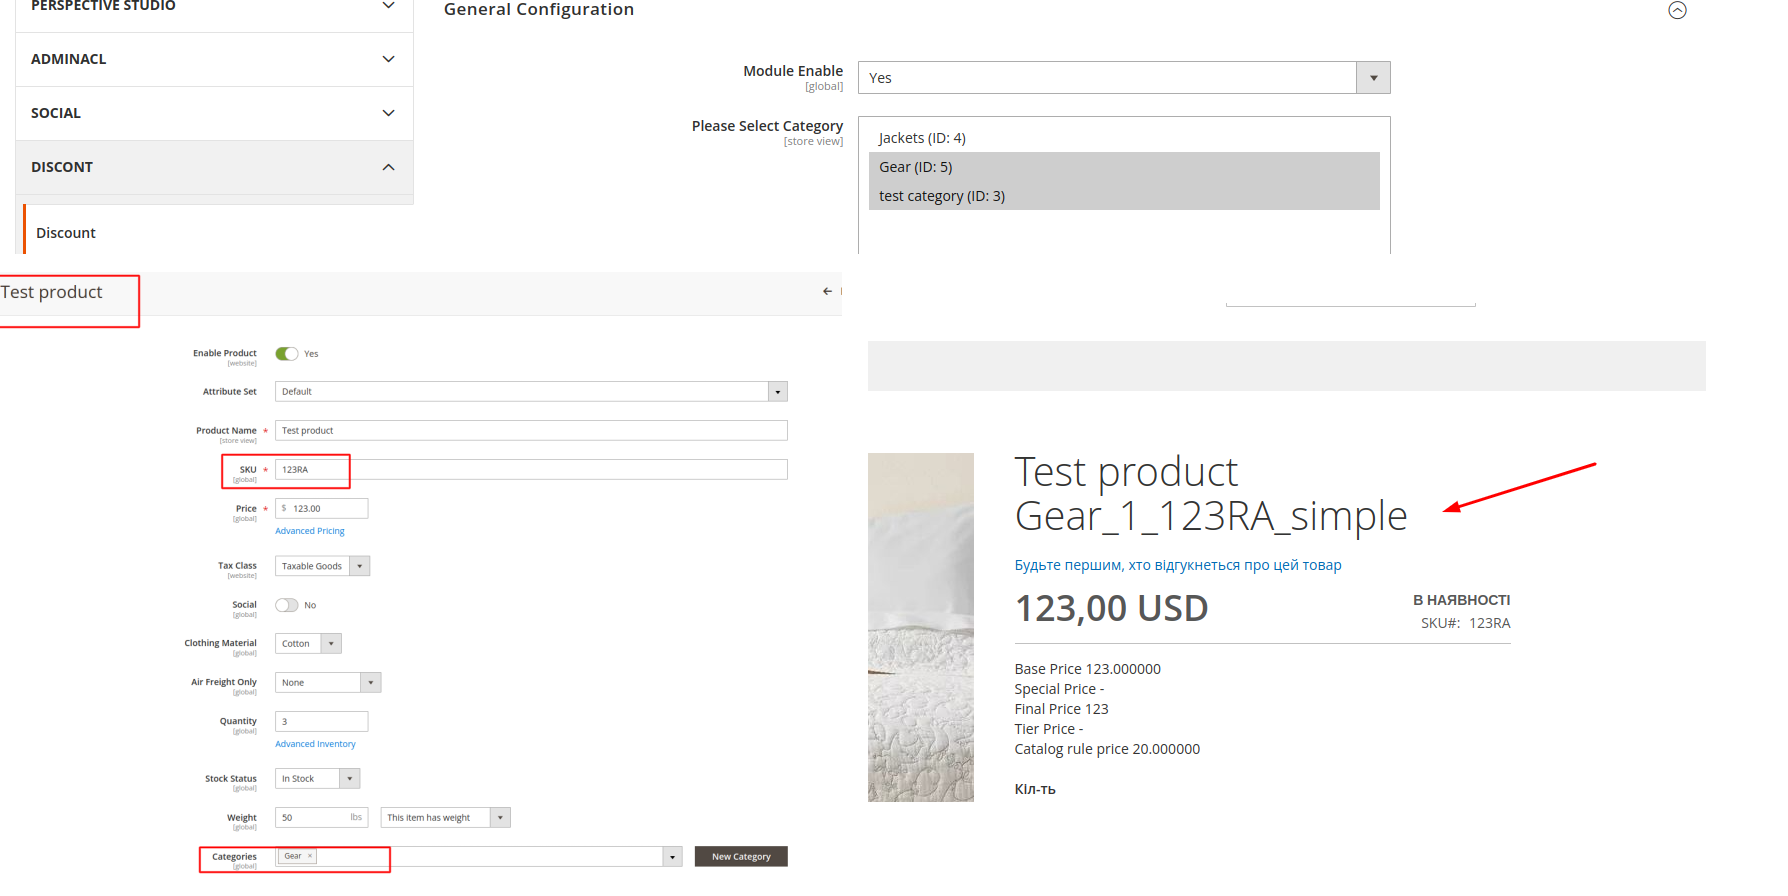 PERSPECTIVE STUDIO
ADMINACL
SOCIAL
DISCONT
Discount
General Configuration
Module Enable
[global]
Yes
Please Select Category
[store view]
Jackets (ID: 4)
Gear (ID: 5)
test category (ID: 3)
Test product
Enable Product
[website]
Yes
Attribute Set
Default
Product Name *
[store view]
Test product
SKU *
[global]
123RA
Price *
[global]
$ 123.00
Advanced Pricing
Tax Class
[website]
Taxable Goods
Social
[global]
No
Clothing Material
[global]
Cotton
Air Freight Only
[global]
None
Quantity
[global]
3
Advanced Inventory
Stock Status
[global]
In Stock
Weight
[global]
50 lbs
This item has weight
Categories
[global]
Gear ×
New Category
Test product
Gear_1_123RA_simple
Будьте першим, хто відгукнеться про цей товар
123,00 USD
В НАЯВНОСТІ
SKU#: 123RA
Base Price 123.000000
Special Price -
Final Price 123
Tier Price -
Catalog rule price 20.000000
Кіл-ть